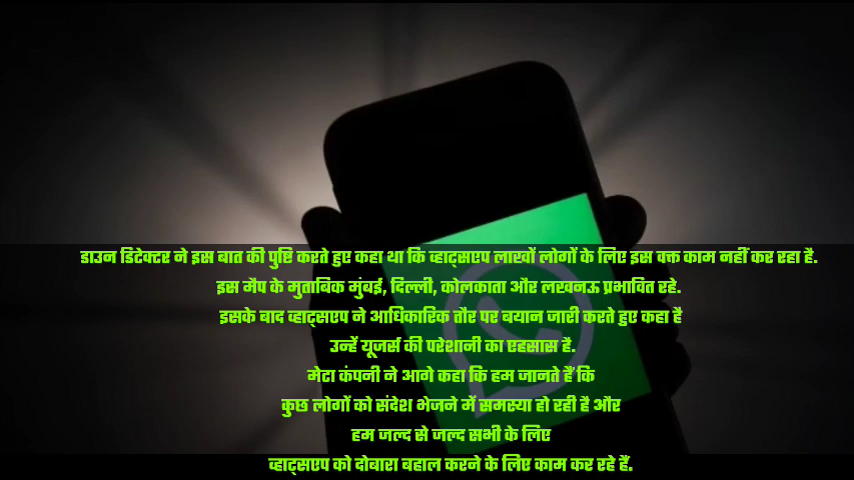 डाउन डिटेक्टर ने इस बात की पुष्टि करते हुए कहा था कि व्हाट्सएप लाखों लोगों के लिए इस वक्त काम नहीं कर रहा है.
इस मैप के मुताबिक मुंबई, दिल्ली, कोलकाता और लखनऊ प्रभावित रहे.
इसके बाद व्हाट्सएप ने आधिकारिक तौर पर बयान जारी करते हुए कहा है
उन्हें यूजर्स की परेशानी का एहसास है.
मेटा कंपनी ने आगे कहा कि हम जानते हैं कि
कुछ लोगों को संदेश भेजने में समस्या हो रही है और
हम जल्द से जल्द सभी के लिए
व्हाट्सएप को दोबारा बहाल करने के लिए काम कर रहे हैं.